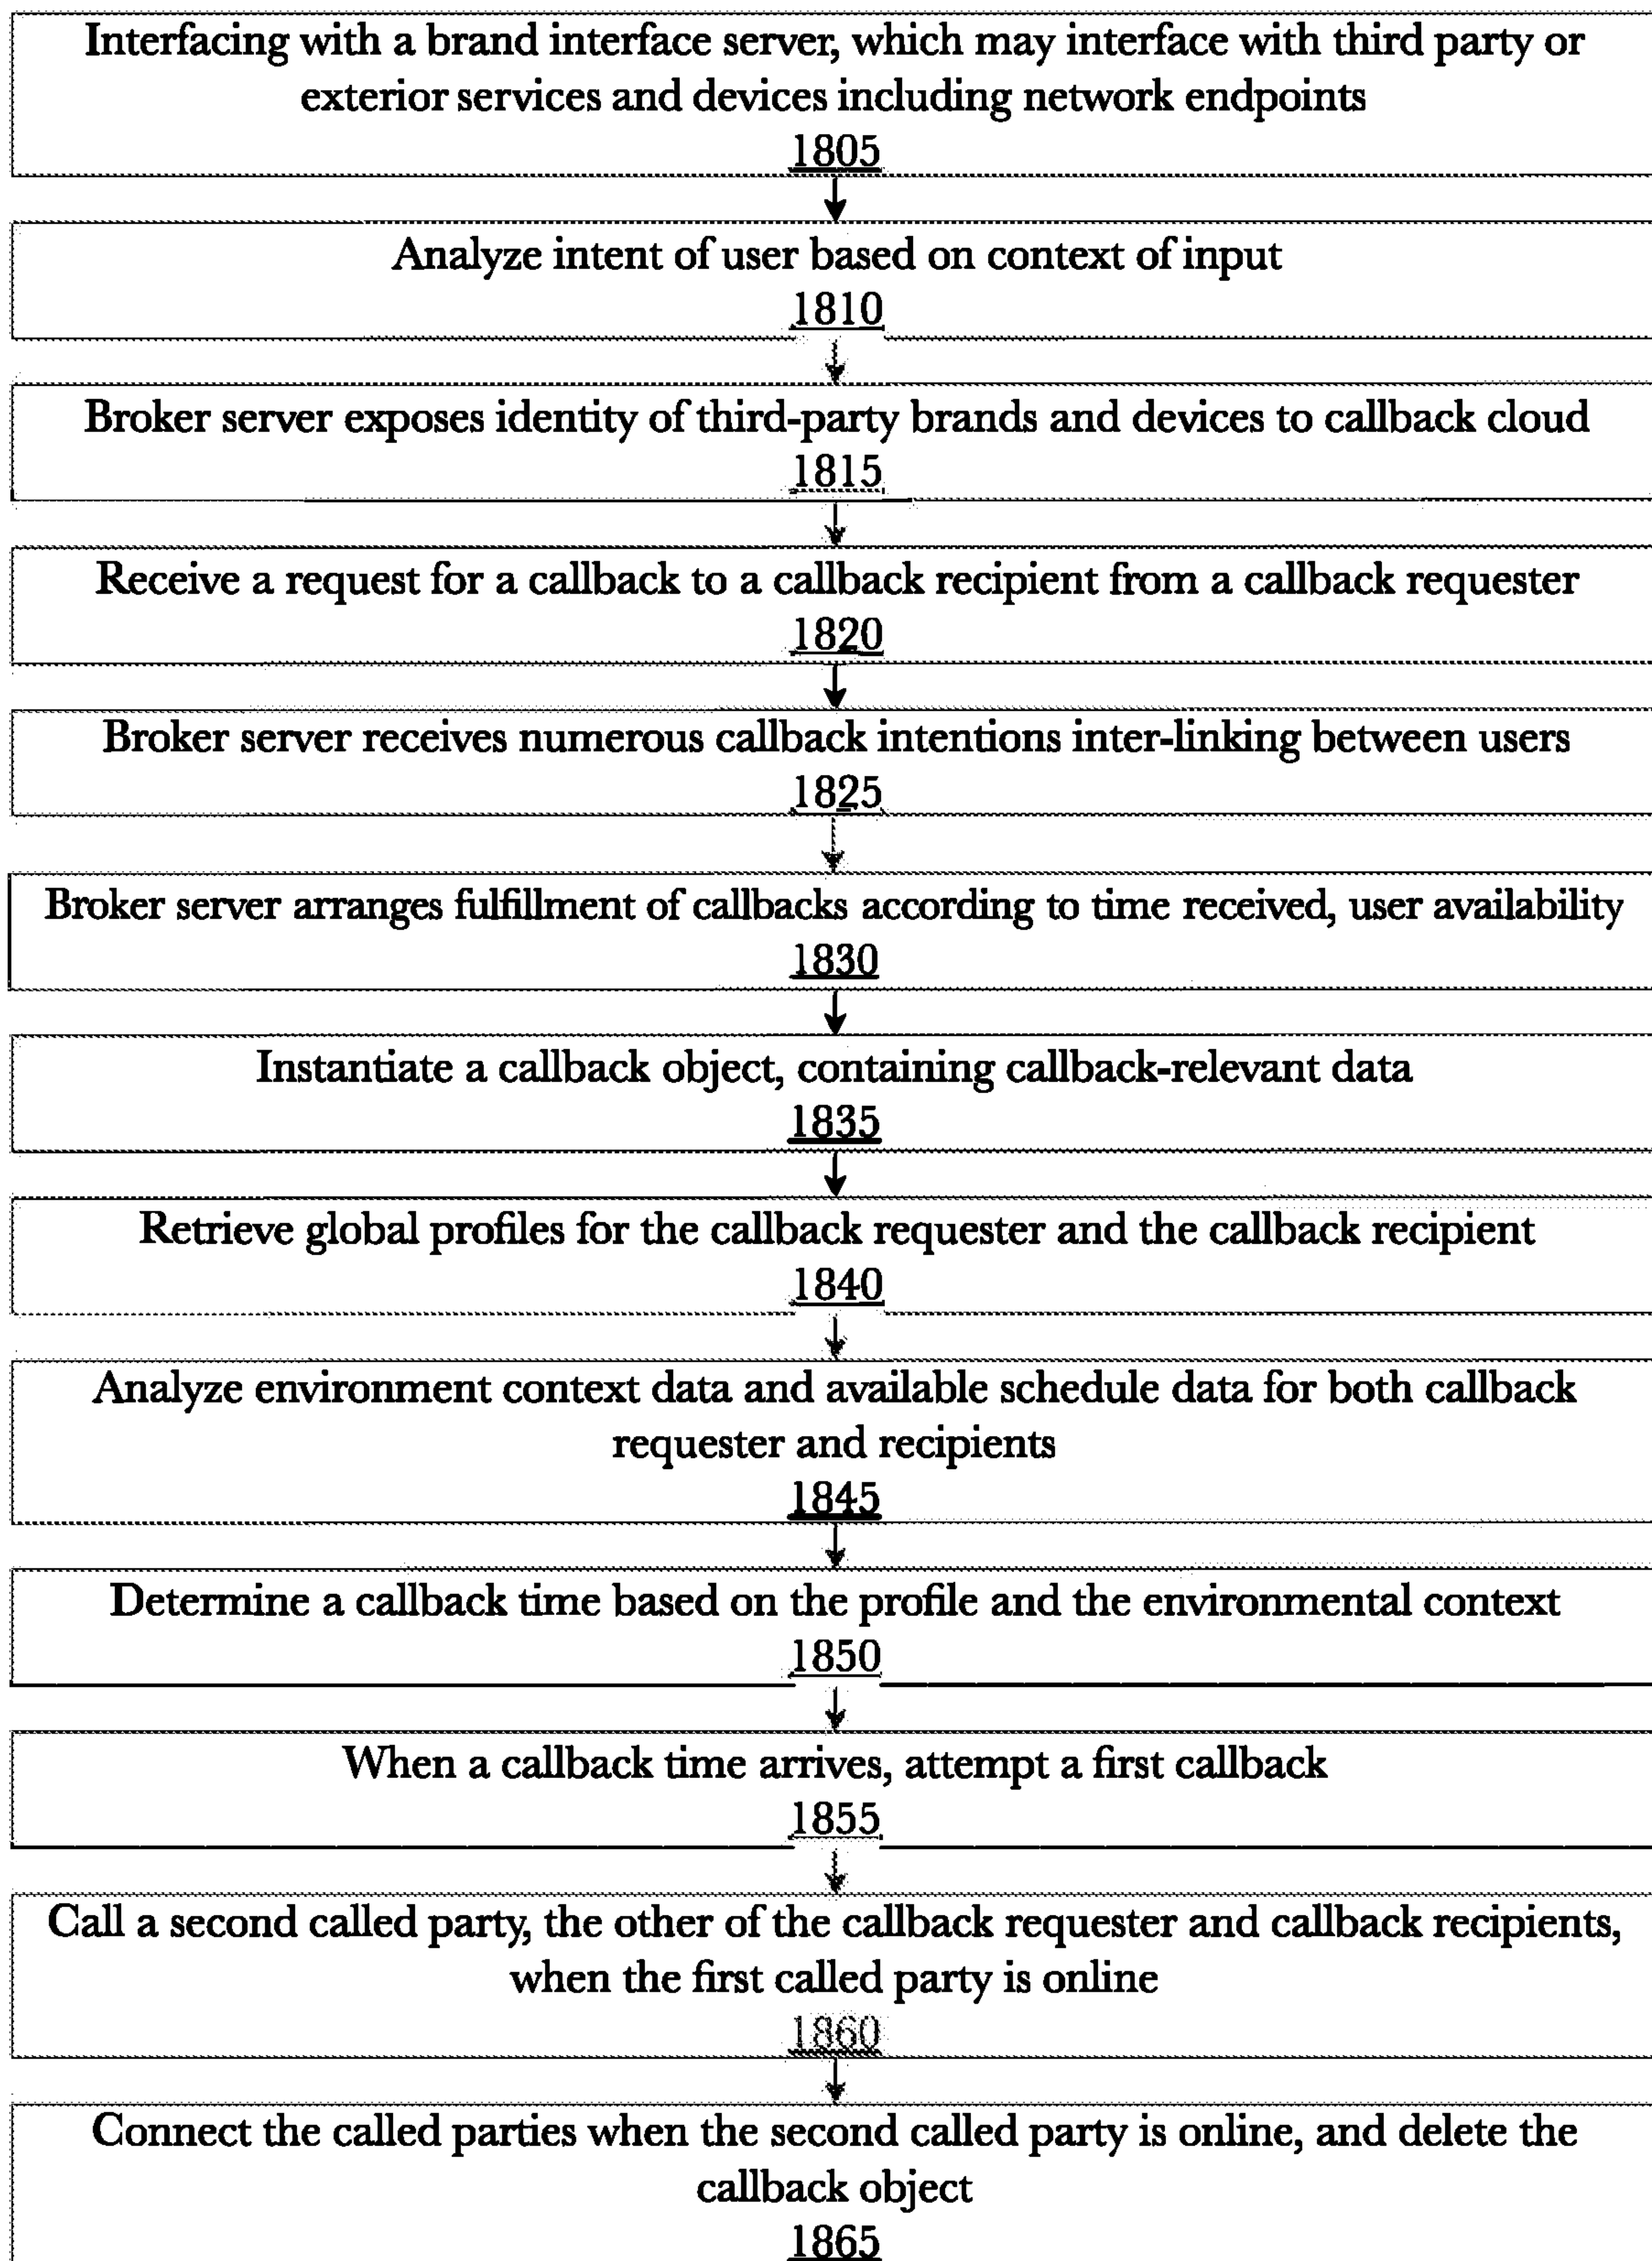 Interfacing with a brand interface server, which may interface with third party or
exterior services and devices including network endpoints
1805
Analyze intent of user based on context of input
1810
Broker server exposes identity of third-party brands and devices to callback cloud
1815
Receive a request for a callback to a callback recipient from a callback requester
1820
Broker server receives numerous callback intentions inter-linking between users
1825
Broker server arranges fulfillment of callbacks according to time received, user availability
1830
Instantiate a callback object, containing callback-relevant data
1835
Retrieve global profiles for the callback requester and the callback recipient
1840
Analyze environment context data and available schedule data for both callback
requester and recipients
1845
Determine a callback time based on the profile and the environmental context
1850
When a callback time arrives, attempt a first callback
1855
Call a second called party, the other of the callback requester and callback recipients,
when the first called party is online
1860
Connect the called parties when the second called party is online, and delete the
callback object
1865